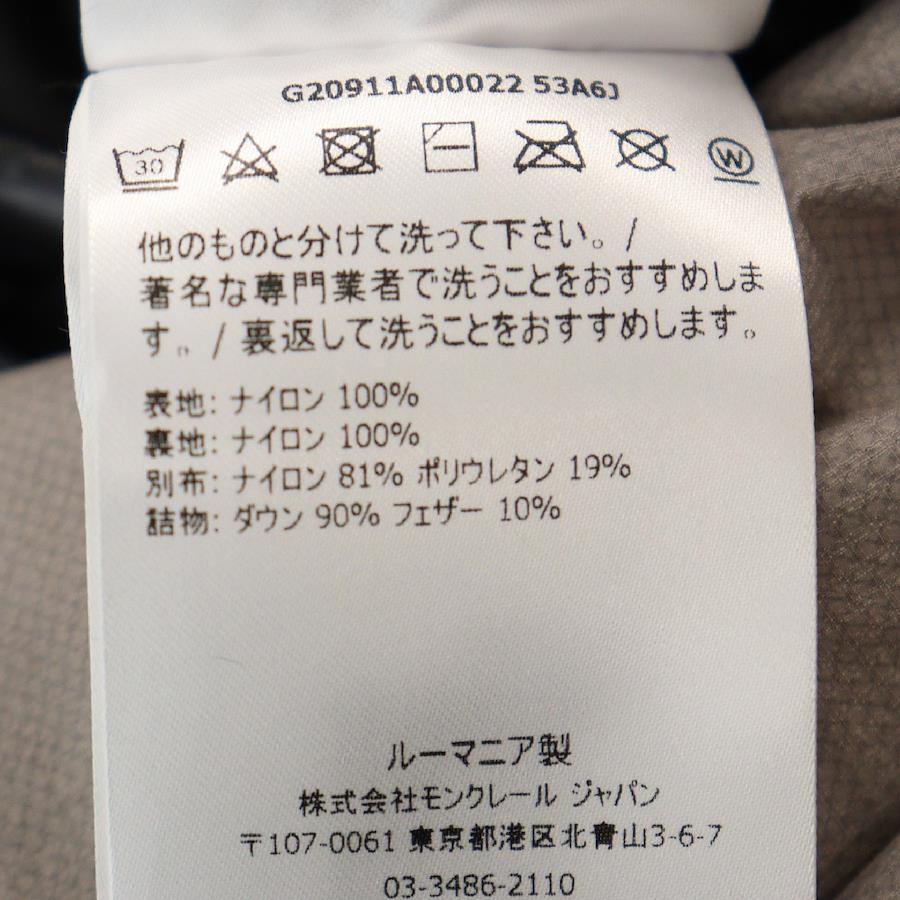 G20911A00022 53A6J
30 W
他のものと分けて洗って下さい。/
著名な専門業者で洗うことをおすすめしま
す。/ 裏返して洗うことをおすすめします。
表地: ナイロン 100%
裏地: ナイロン 100%
別布: ナイロン 81% ポリウレタン 19%
詰物: ダウン 90% フェザー 10%
ルーマニア製
株式会社モンクレール ジャパン
〒107-0061 東京都港区北青山3-6-7
03-3486-2110